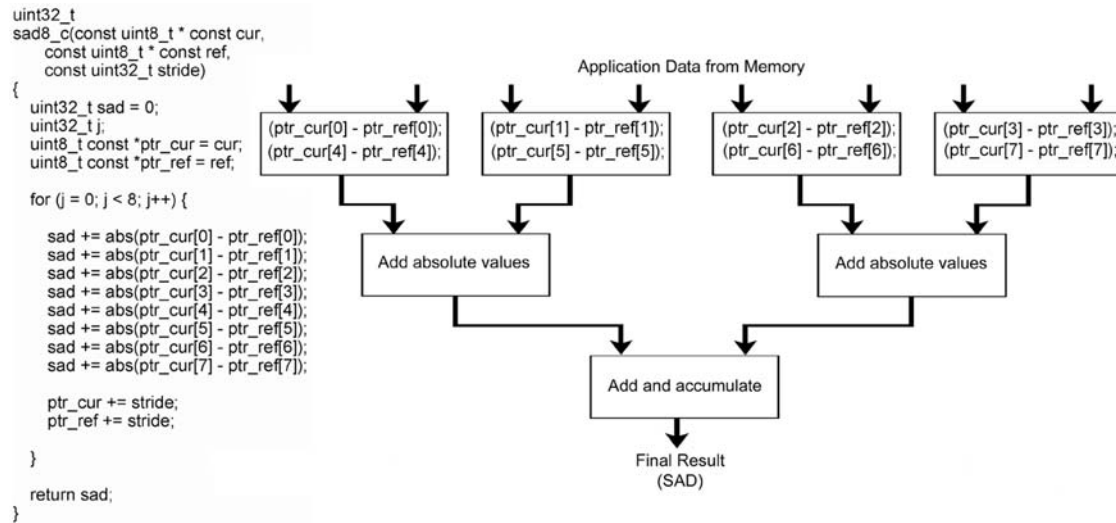 uint32_t
sad8_c(const uint8_t * const cur,
const uint8_t * const ref,
const uint32_t stride)
{
uint32_t sad = 0;
uint32_t j;
uint8_t const *ptr_cur = cur;
uint8_t const *ptr_ref = ref;
for (j = 0; j < 8; j++) {
sad += abs(ptr_cur[0] - ptr_ref[0]);
sad += abs(ptr_cur[1] - ptr_ref[1]);
sad += abs(ptr_cur[2] - ptr_ref[2]);
sad += abs(ptr_cur[3] - ptr_ref[3]);
sad += abs(ptr_cur[4] - ptr_ref[4]);
sad += abs(ptr_cur[5] - ptr_ref[5]);
sad += abs(ptr_cur[6] - ptr_ref[6]);
sad += abs(ptr_cur[7] - ptr_ref[7]);
ptr_cur += stride;
ptr_ref += stride;
}
return sad;
}
Application Data from Memory
(ptr_cur[0] - ptr_ref[0]);
(ptr_cur[4] - ptr_ref[4]);
(ptr_cur[1] - ptr_ref[1]);
(ptr_cur[5] - ptr_ref[5]);
(ptr_cur[2] - ptr_ref[2]);
(ptr_cur[6] - ptr_ref[6]);
(ptr_cur[3] - ptr_ref[3]);
(ptr_cur[7] - ptr_ref[7]);
Add absolute values
Add absolute values
Add and accumulate
Final Result
(SAD)